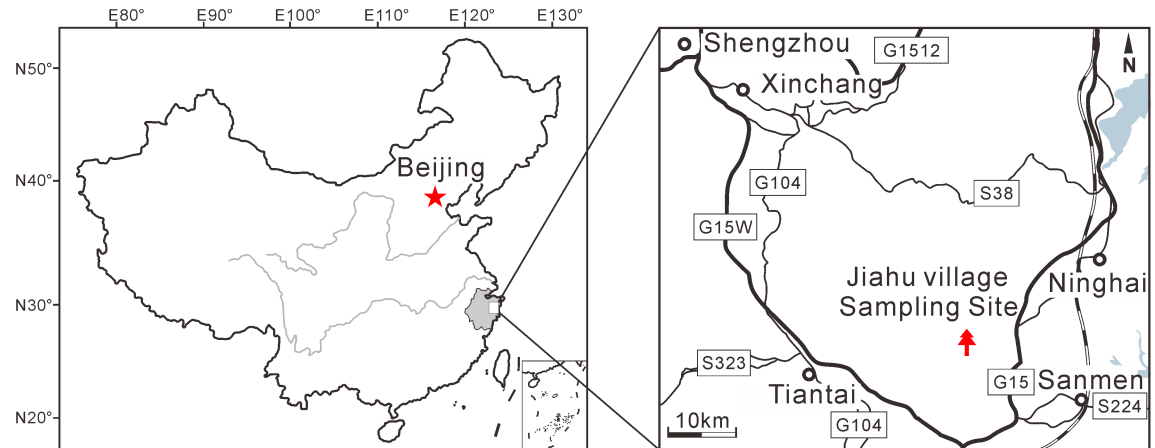 E80° E90° E100° E110° E120° E130°
N50°
N40°
N30°
N20°
Beijing
Shengzhou
G1512
N
Xinchang
G104
S38
G15W
Jiahu village
Sampling Site
Ninghai
S323
Tiantai
G15
Sanmen
S224
G104
10km